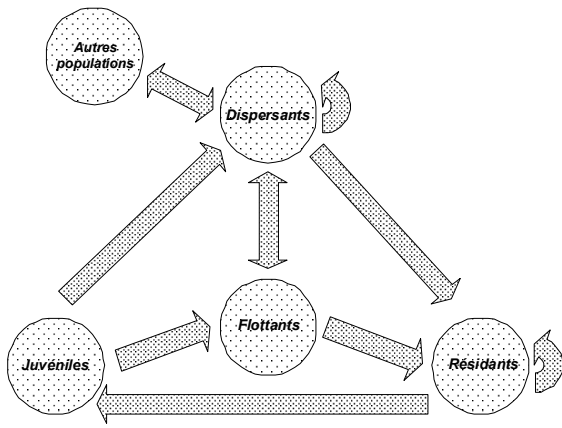 Autres
populations
Dispersants
Flottants
Juvéniles
Résidants